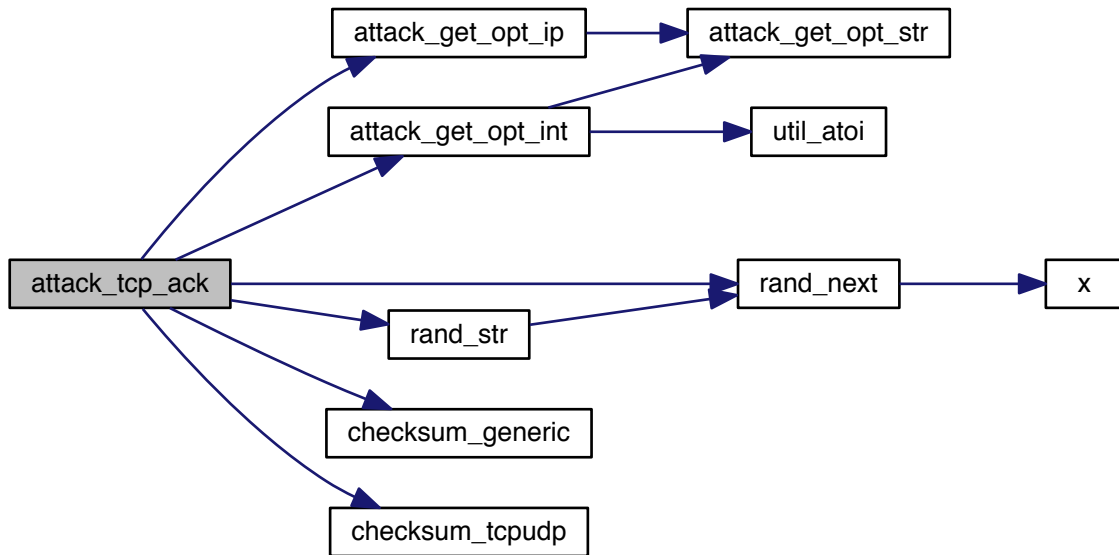 attack_get_opt_ip
attack_get_opt_str
attack_get_opt_int
util_atoi
attack_tcp_ack
rand_next
x
rand_str
checksum_generic
checksum_tcpudp